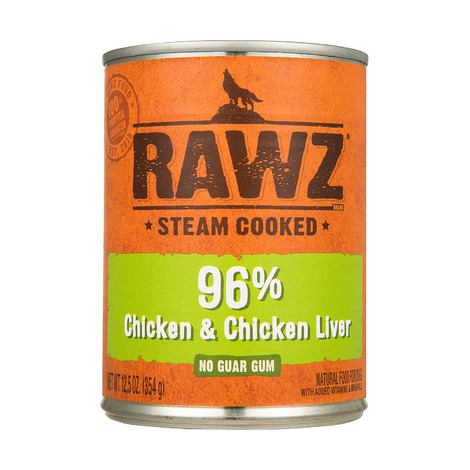 RAWZ
BRAND
★ STEAM COOKED ★
96%
Chicken & Chicken Liver
NO GUAR GUM
NET WT 12.5 OZ. (354 g)
NATURAL FOOD FOR DOGS
WITH ADDED VITAMINS & MINERALS